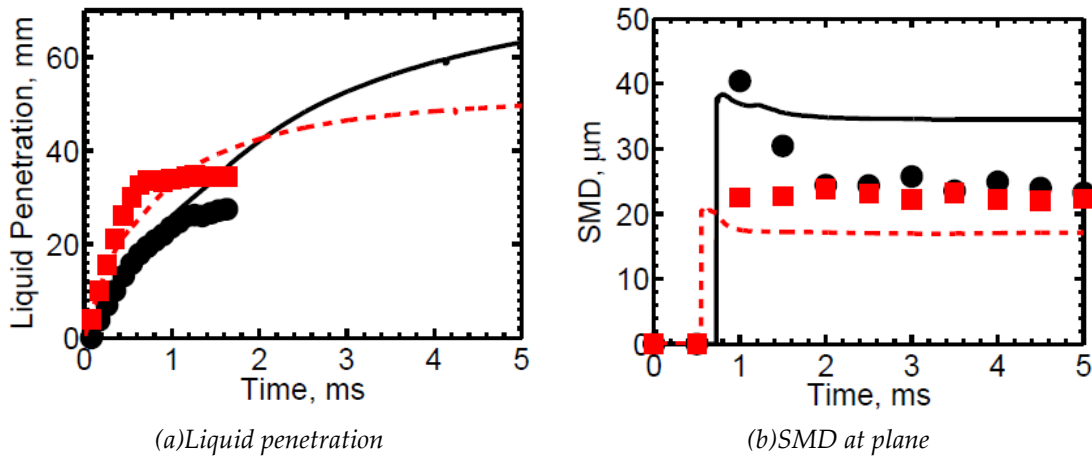 Liquid Penetration, mm
60
40
20
0
0 1 2 3 4 5
Time, ms
(a)Liquid penetration
SMD, μm
50
40
30
20
10
0
0 1 2 3 4 5
Time, ms
(b)SMD at plane